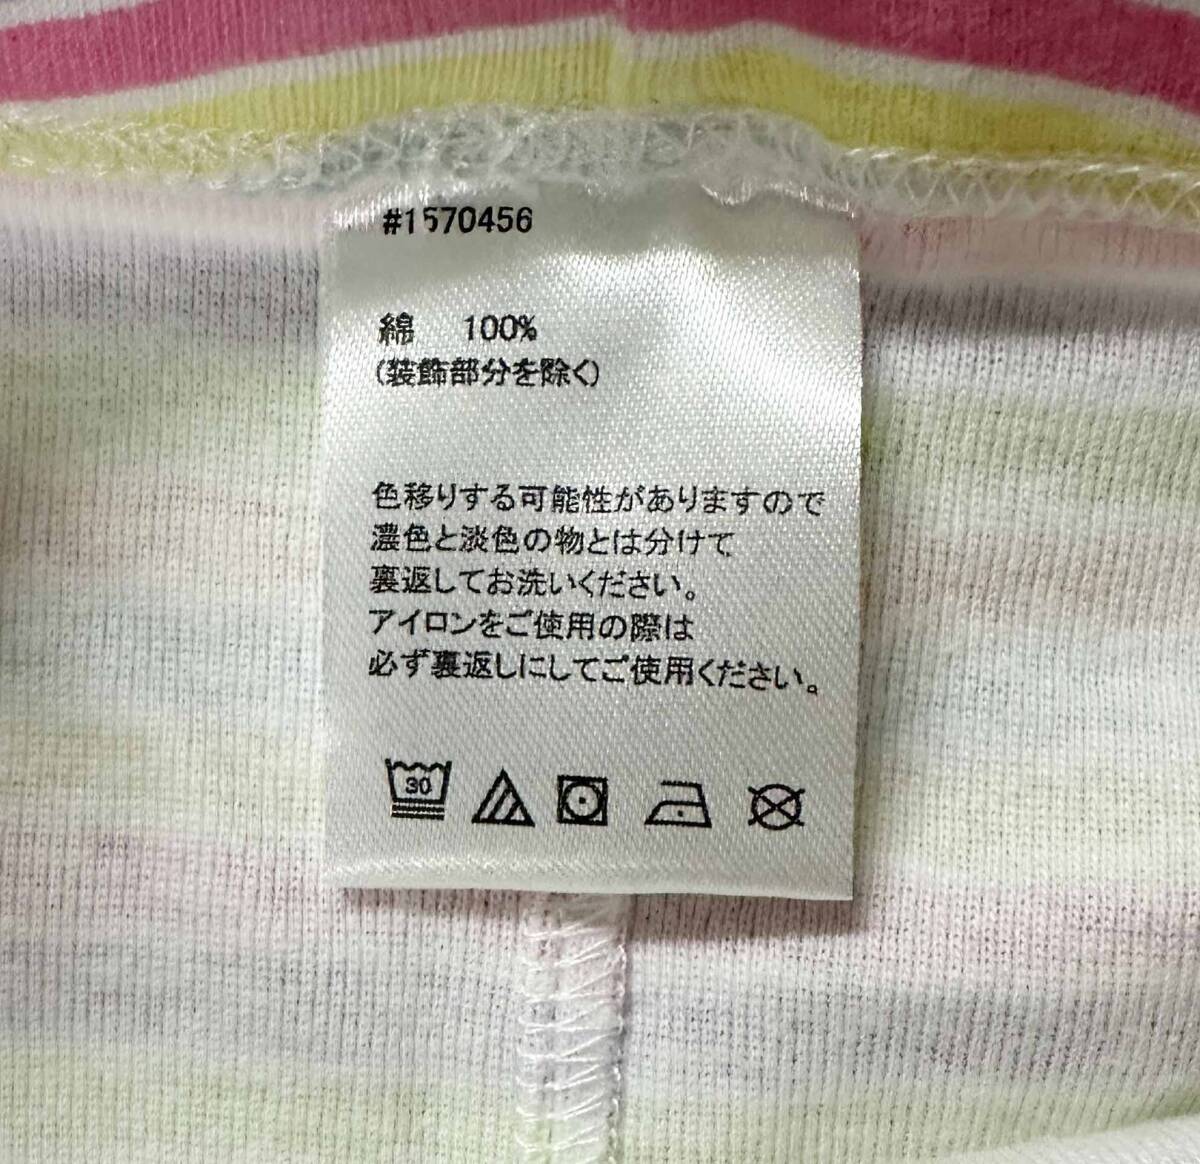 #1570456
綿 100%
(装飾部分を除く)
色移りする可能性がありますので
濃色と淡色の物とは分けて
裏返してお洗いください。
アイロンをご使用の際は
必ず裏返しにしてご使用ください。
30